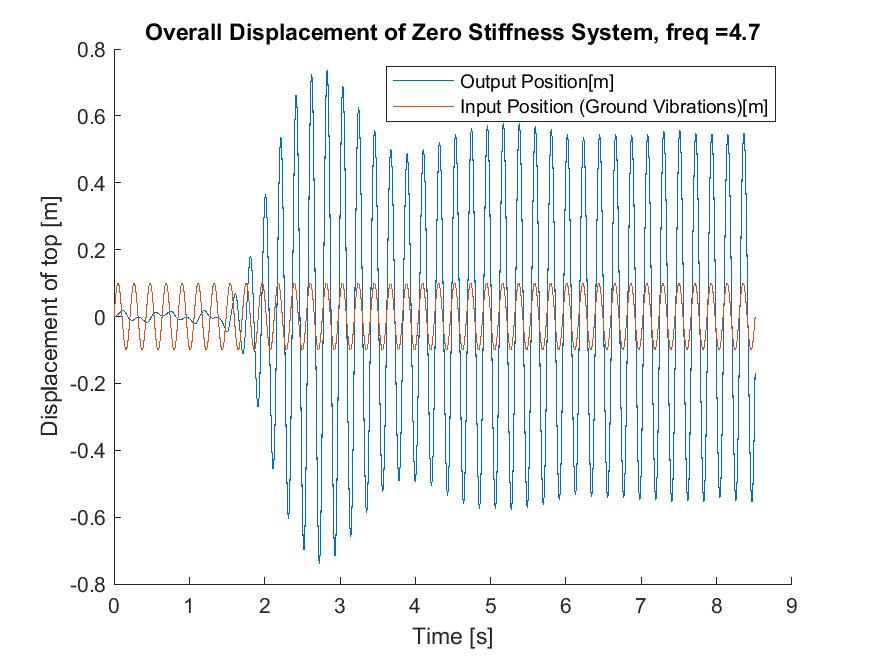 Overall Displacement of Zero Stiffness System, freq =4.7
Output Position[m]
Input Position (Ground Vibrations)[m]
Displacement of top [m]
0.8
0.6
0.4
0.2
0
-0.2
-0.4
-0.6
-0.8
0 1 2 3 4 5 6 7 8 9
Time [s]